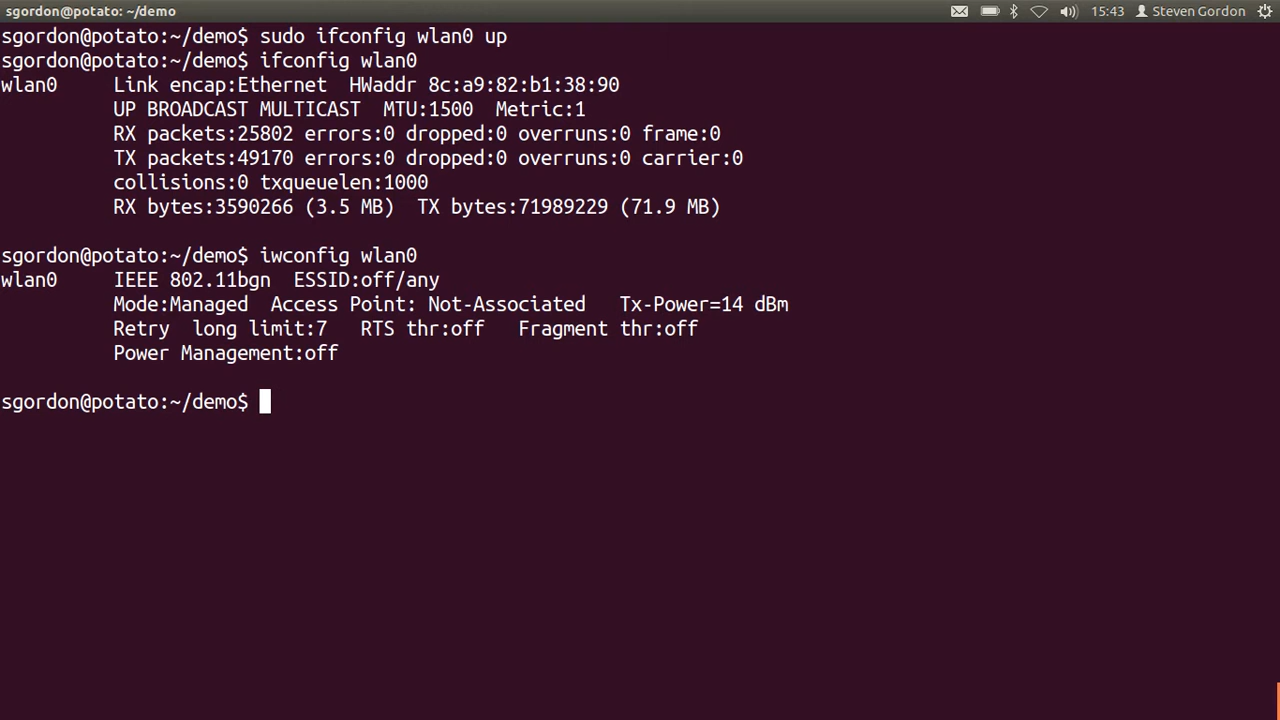 sgordon@potato: ~/demo 15:43 Steven Gordon
sgordon@potato:~/demo$ sudo ifconfig wlan0 up
sgordon@potato:~/demo$ ifconfig wlan0
wlan0     Link encap:Ethernet  HWaddr 8c:a9:82:b1:38:90
          UP BROADCAST MULTICAST  MTU:1500  Metric:1
          RX packets:25802 errors:0 dropped:0 overruns:0 frame:0
          TX packets:49170 errors:0 dropped:0 overruns:0 carrier:0
          collisions:0 txqueuelen:1000
          RX bytes:3590266 (3.5 MB)  TX bytes:71989229 (71.9 MB)
sgordon@potato:~/demo$ iwconfig wlan0
wlan0     IEEE 802.11bgn  ESSID:off/any
          Mode:Managed  Access Point: Not-Associated   Tx-Power=14 dBm
          Retry  long limit:7   RTS thr:off   Fragment thr:off
          Power Management:off
sgordon@potato:~/demo$